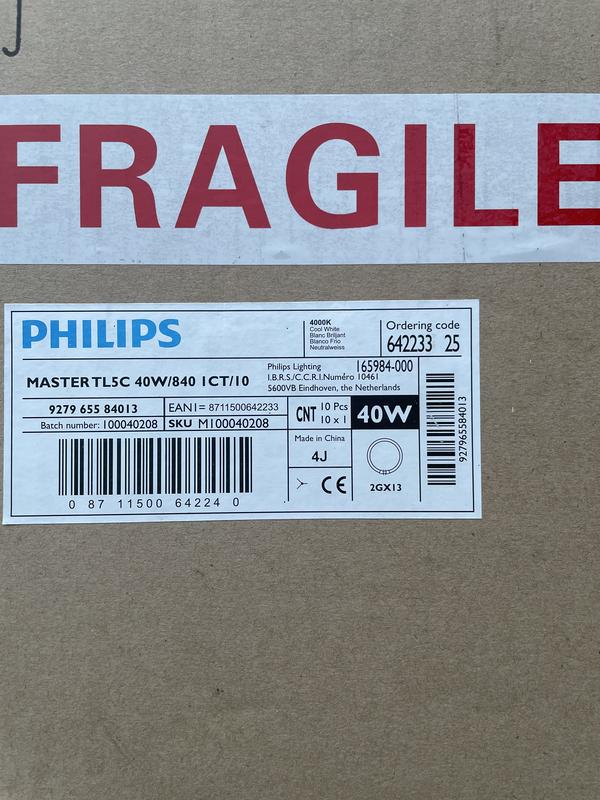 FRAGILE
PHILIPS
4000K
Cool White
Blanc Briljant
Blanco Frio
Neutralweiss
Ordering code
642233 25
MASTER TL5C 40W/840 1CT/10
Philips Lighting 165984-000
I.B.R.S./C.C.R.I.Numéro 10461
5600VB Eindhoven, the Netherlands
9279 655 84013
EAN1= 8711500642233
Batch number: 100040208
SKU M100040208
CNT 10 Pcs
10 x 1
40W
Made in China
4J
CE
2GX13
0 87 11500 64224 0
927965584013